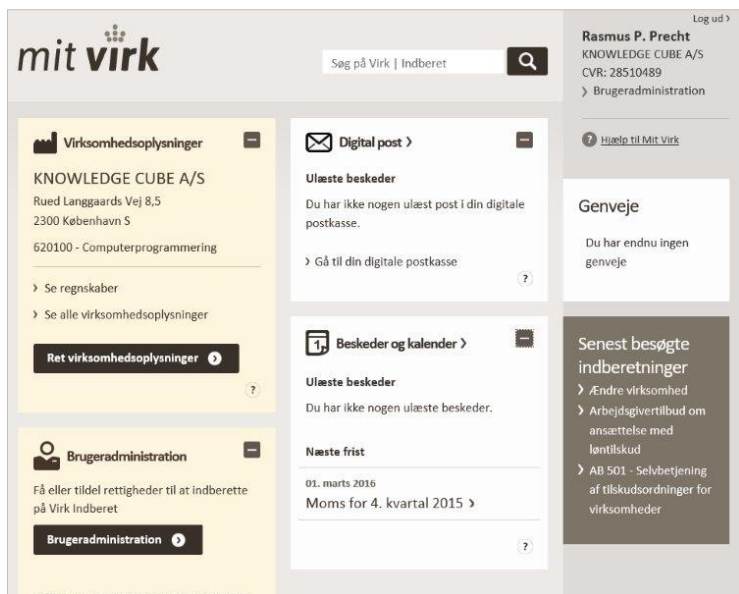 mit virk
Søg på Virk | Indberet
Log ud ›
Rasmus P. Precht
KNOWLEDGE CUBE A/S
CVR: 28510489
› Brugeradministration
? Hjælp til Mit Virk
Virksomhedsoplysninger
KNOWLEDGE CUBE A/S
Rued Langgaards Vej 8,5
2300 København S
620100 - Computerprogrammering
› Se regnskaber
› Se alle virksomhedsoplysninger
Ret virksomhedsoplysninger ›
?
Brugeradministration
Få eller tildel rettigheder til at indberette
på Virk Indberet
Brugeradministration ›
Digital post ›
Ulæste beskeder
Du har ikke nogen ulæst post i din digitale
postkasse.
› Gå til din digitale postkasse
?
1
Beskeder og kalender ›
Ulæste beskeder
Du har ikke nogen ulæste beskeder.
Næste frist
01. marts 2016
Moms for 4. kvartal 2015 ›
?
Genveje
Du har endnu ingen
genveje
Senest besøgte
indberetninger
› Ændre virksomhed
› Arbejdsgivertilbud om
ansættelse med
løntilskud
› AB 501 - Selvbetjening
af tilskudsordninger for
virksomheder